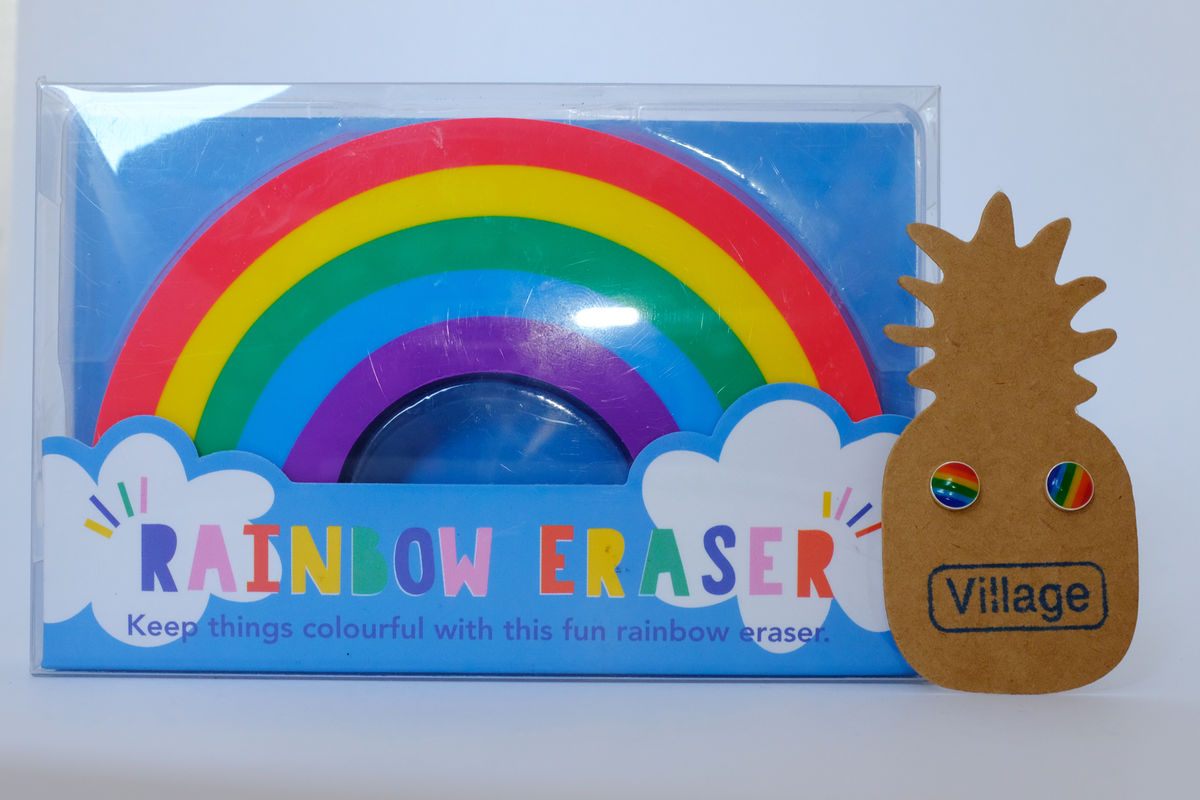 RAINBOW ERASER
Keep things colourful with this fun rainbow eraser.
Village